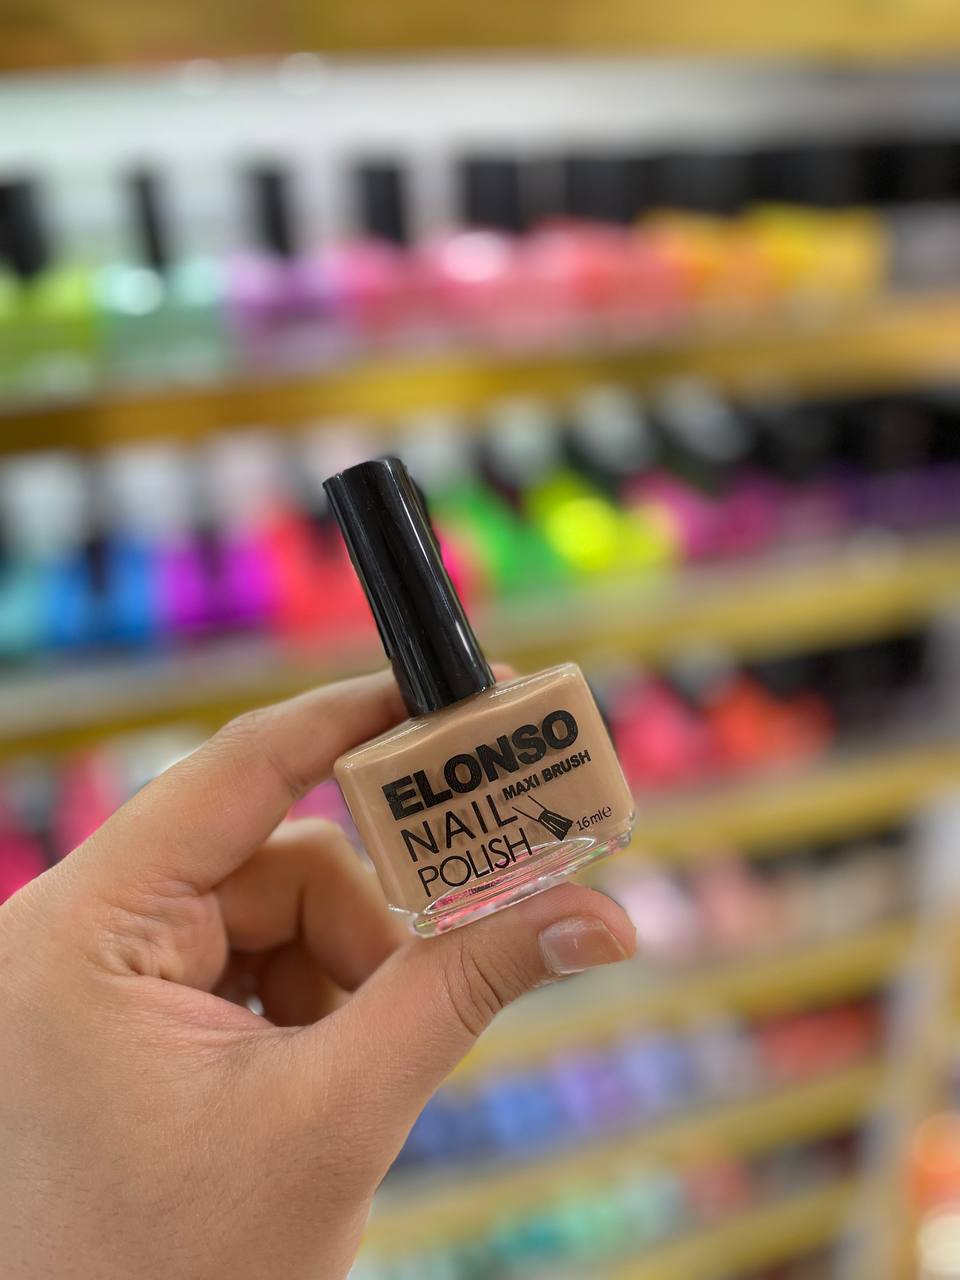 ELONSO
MAXI BRUSH
NAIL
POLISH
16ml℮